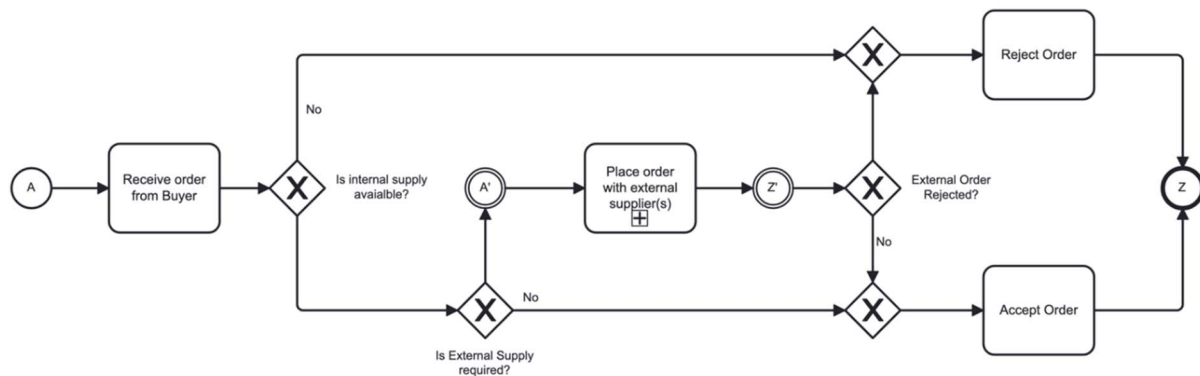 Reject Order
No
A
Receive order
from Buyer
Is internal supply
avaialble?
A'
Place order
with external
supplier(s)
Z'
External Order
Rejected?
Z
No
No
Accept Order
Is External Supply
required?